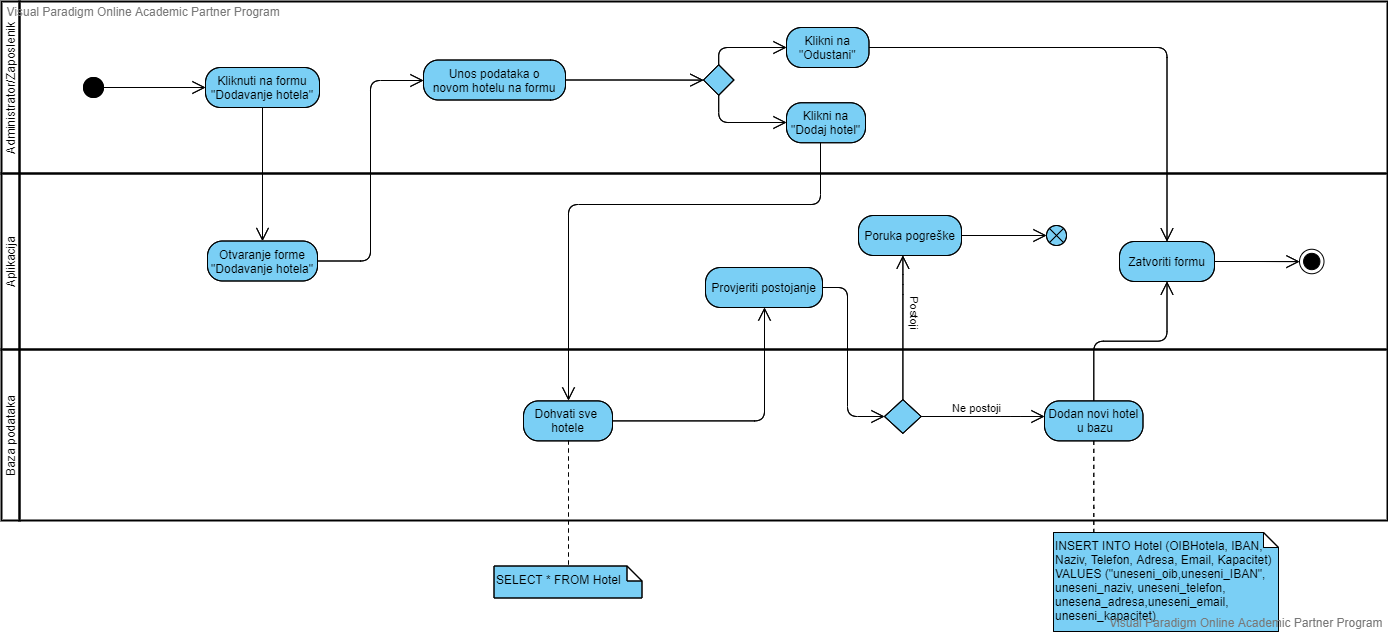 Visual Paradigm Online Academic Partner Program
Administrator/Zaposlenik
Kliknuti na formu
"Dodavanje hotela"
Unos podataka o
novom hotelu na formu
Klikni na
"Odustani"
Klikni na
"Dodaj hotel"
Aplikacija
Otvaranje forme
"Dodavanje hotela"
Provjeriti postojanje
Poruka pogreške
Postoji
Zatvoriti formu
Baza podataka
Dohvati sve
hotele
Ne postoji
Dodan novi hotel
u bazu
SELECT * FROM Hotel
INSERT INTO Hotel (OIBHotela, IBAN,
Naziv, Telefon, Adresa, Email, Kapacitet)
VALUES ("uneseni_oib,uneseni_IBAN",
uneseni_naziv, uneseni_telefon,
unesena_adresa,uneseni_email,
uneseni_kapacitet)
Visual Paradigm Online Academic Partner Program